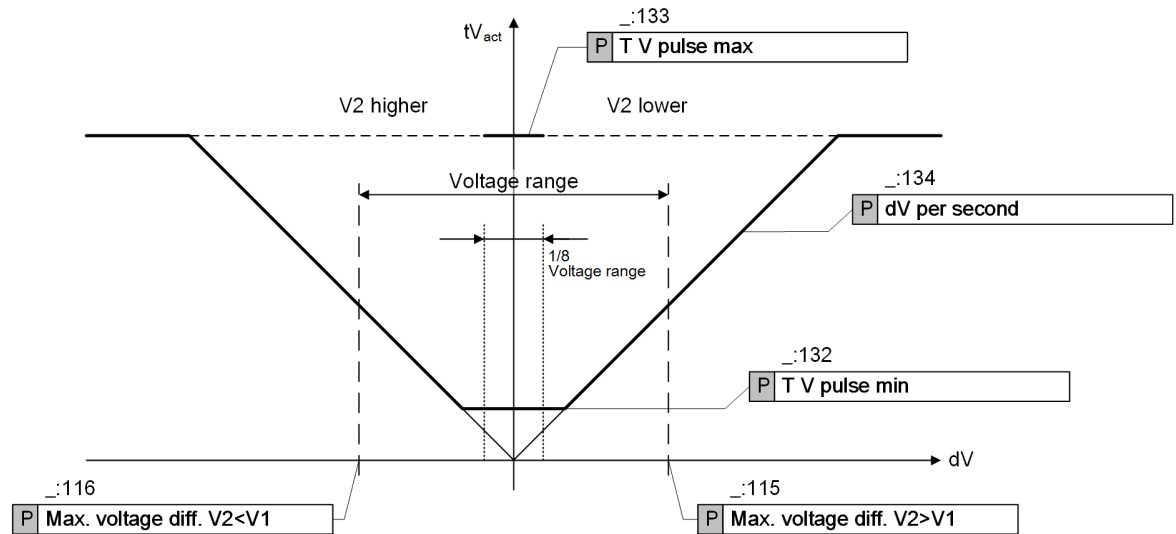 _:133
tVact
P T V pulse max
V2 higher
V2 lower
Voltage range
_:134
P dV per second
1/8
Voltage range
_:132
P T V pulse min
dV
_:116
_:115
P Max. voltage diff. V2<V1
P Max. voltage diff. V2>V1